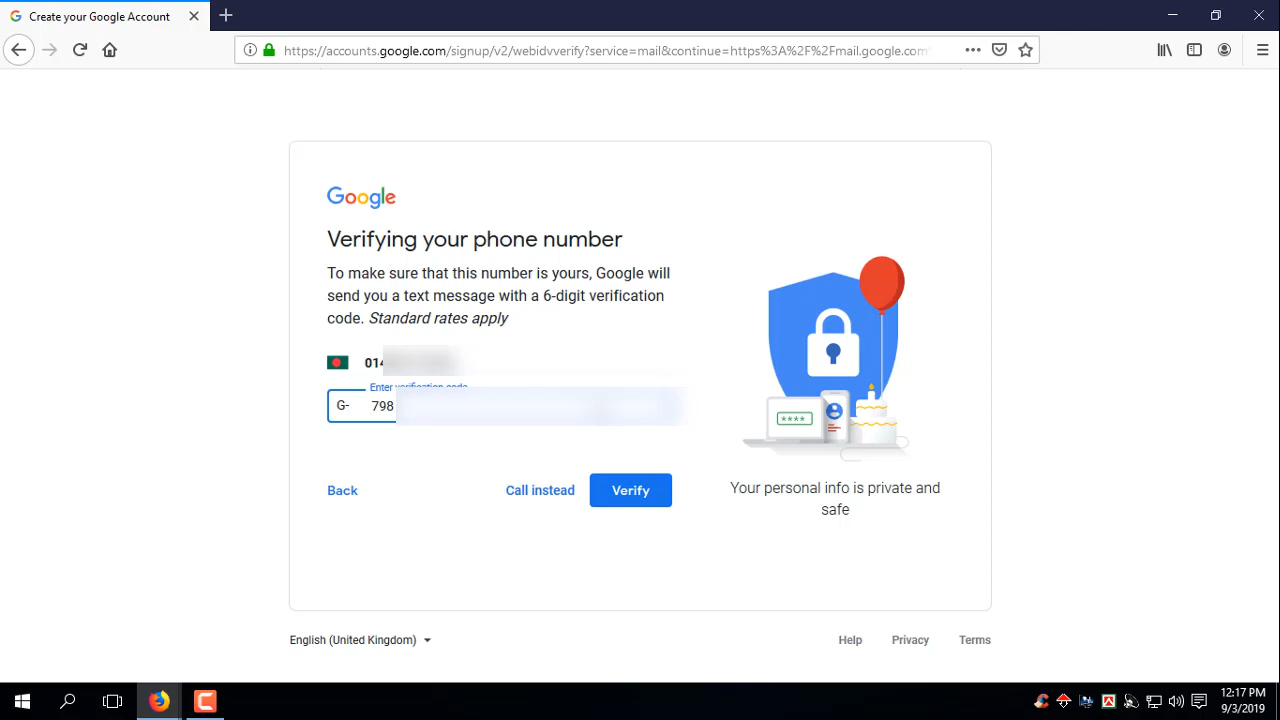 Create your Google Account
https://accounts.google.com/signup/v2/webidvverify?service=mail&continue=https%3A%2F%2Fmail.google.com
Google
Verifying your phone number
To make sure that this number is yours, Google will
send you a text message with a 6-digit verification
code. Standard rates apply
014
Enter verification code
G- 798
Back
Call instead
Verify
****
Your personal info is private and
safe
English (United Kingdom)
Help
Privacy
Terms
12:17 PM
9/3/2019